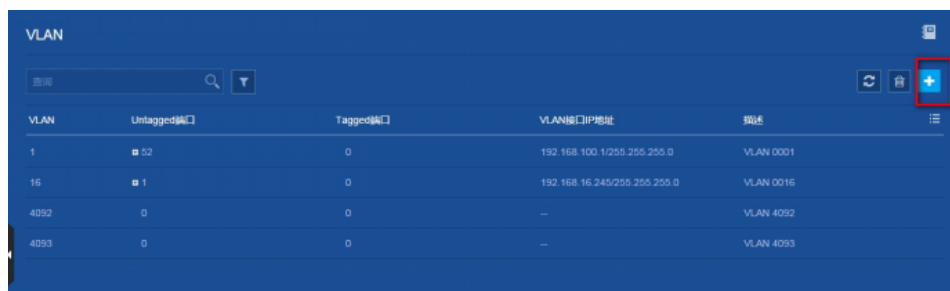 VLAN
查询
VLAN Untagged端口 Tagged端口 VLAN接口IP地址 描述
1 52 0 192.168.100.1/255.255.255.0 VLAN 0001
16 1 0 192.168.16.245/255.255.255.0 VLAN 0016
4092 0 0 -- VLAN 4092
4093 0 0 -- VLAN 4093